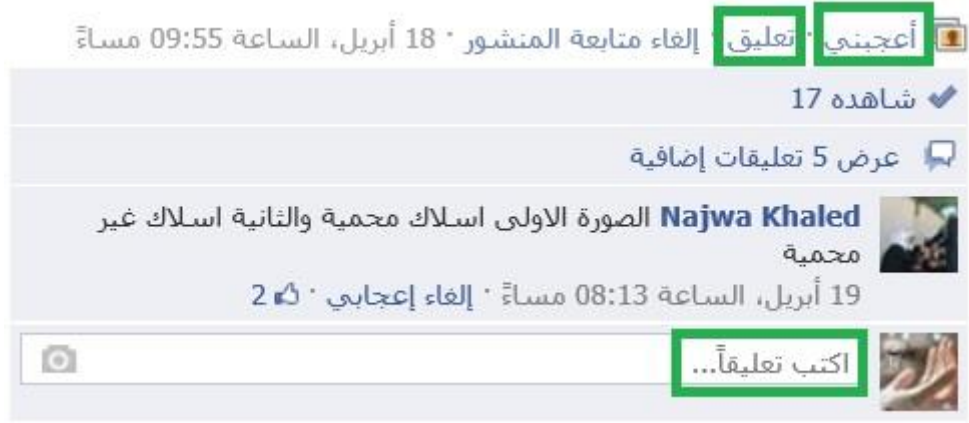 أعجبني · تعليق · إلغاء متابعة المنشور · 18 أبريل، الساعة 09:55 مساءً
شاهده 17
عرض 5 تعليقات إضافية
Najwa Khaled الصورة الاولى اسلاك محمية والثانية اسلاك غير
محمية
19 أبريل، الساعة 08:13 مساءً · إلغاء إعجابي · 2
اكتب تعليقاً...